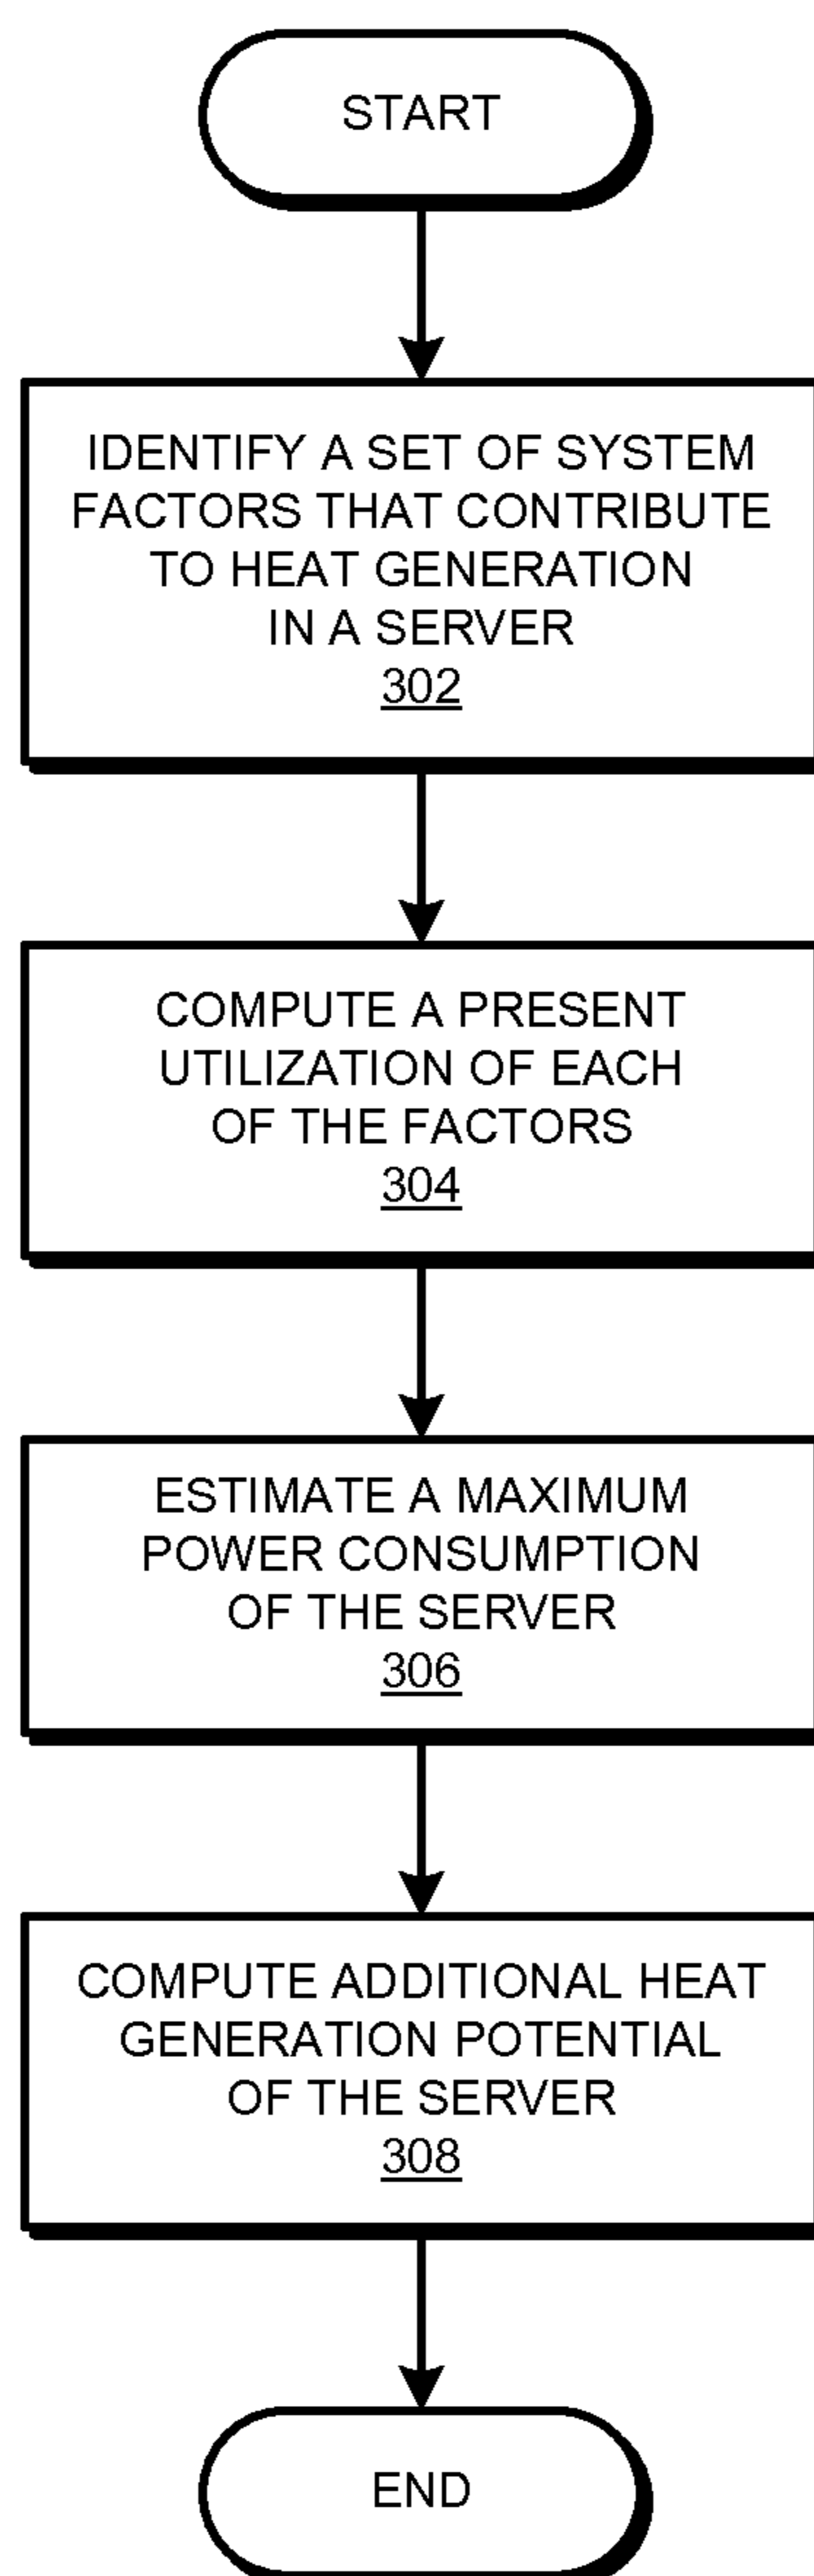 START
IDENTIFY A SET OF SYSTEM
FACTORS THAT CONTRIBUTE
TO HEAT GENERATION
IN A SERVER
302
COMPUTE A PRESENT
UTILIZATION OF EACH
OF THE FACTORS
304
ESTIMATE A MAXIMUM
POWER CONSUMPTION
OF THE SERVER
306
COMPUTE ADDITIONAL HEAT
GENERATION POTENTIAL
OF THE SERVER
308
END